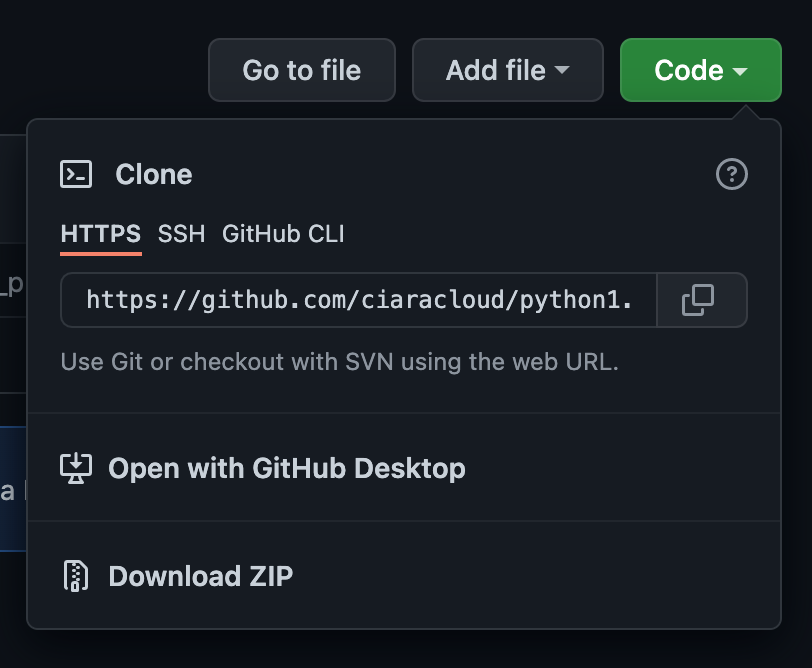 Go to file Add file Code
Clone
HTTPS SSH GitHub CLI
https://github.com/ciaracloud/python1.
_p
Use Git or checkout with SVN using the web URL.
Open with GitHub Desktop
a
Download ZIP